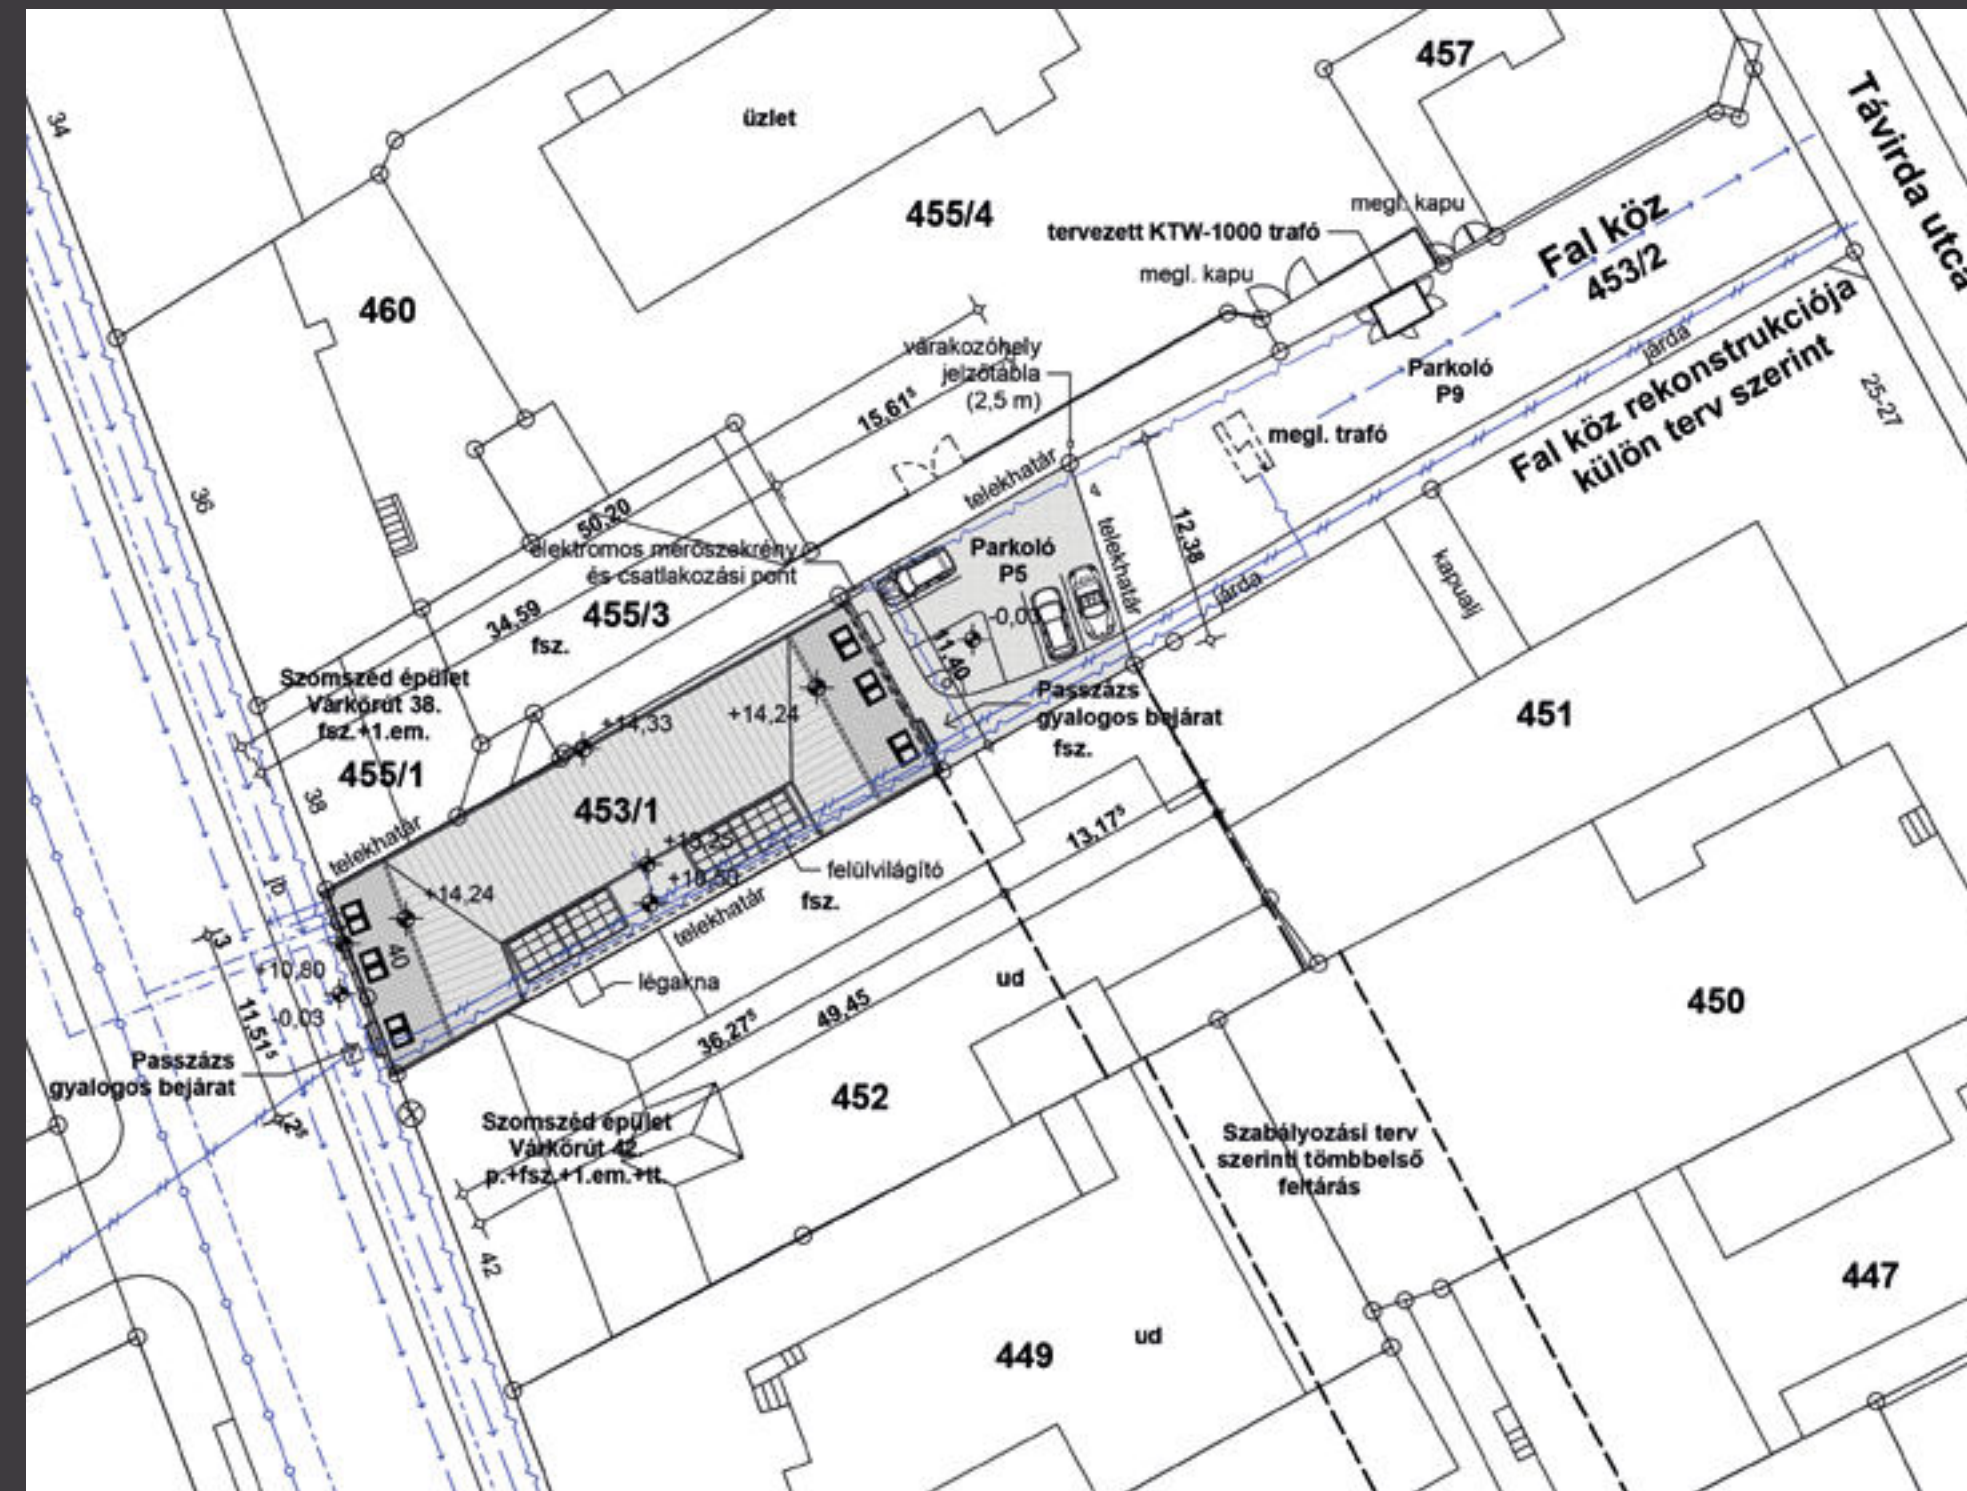 457
Távirda utca
34
üzlet
455/4
megl. kapu
tervezett KTW-1000 trafó
megl. kapu
Fal köz
453/2
460
várakozóhely
jelzőtábla
(2,5 m)
15,61⁵
Parkoló
P9
járda
Fal köz rekonstrukciója
külön terv szerint
25-27
megl. trafó
telekhatár
36
50,20
elektromos mérőszekrény
és csatlakozási pont
Parkoló
P5
4
telekhatár
12,38
járda
kapualj
34,59
455/3
fsz.
-0,03
11,40
Szomszéd épület
Várkörút 38.
fsz.+1.em.
455/1
38
telekhatár
+14,33
+14,24
Passzázs
gyalogos bejárat
fsz.
451
453/1
13,17⁵
felülvilágító
fsz.
+14,24
telekhatár
jb
40
légakna
3
+10,80
-0,03
11,51⁵
Passzázs
gyalogos bejárat
2⁵
ud
450
36,27⁵
49,45
452
Szomszéd épület
Várkörút 42.
p.+fsz.+1.em.+tt.
42
Szabályozási terv
szerinti tömbbelső
feltárás
447
449
ud